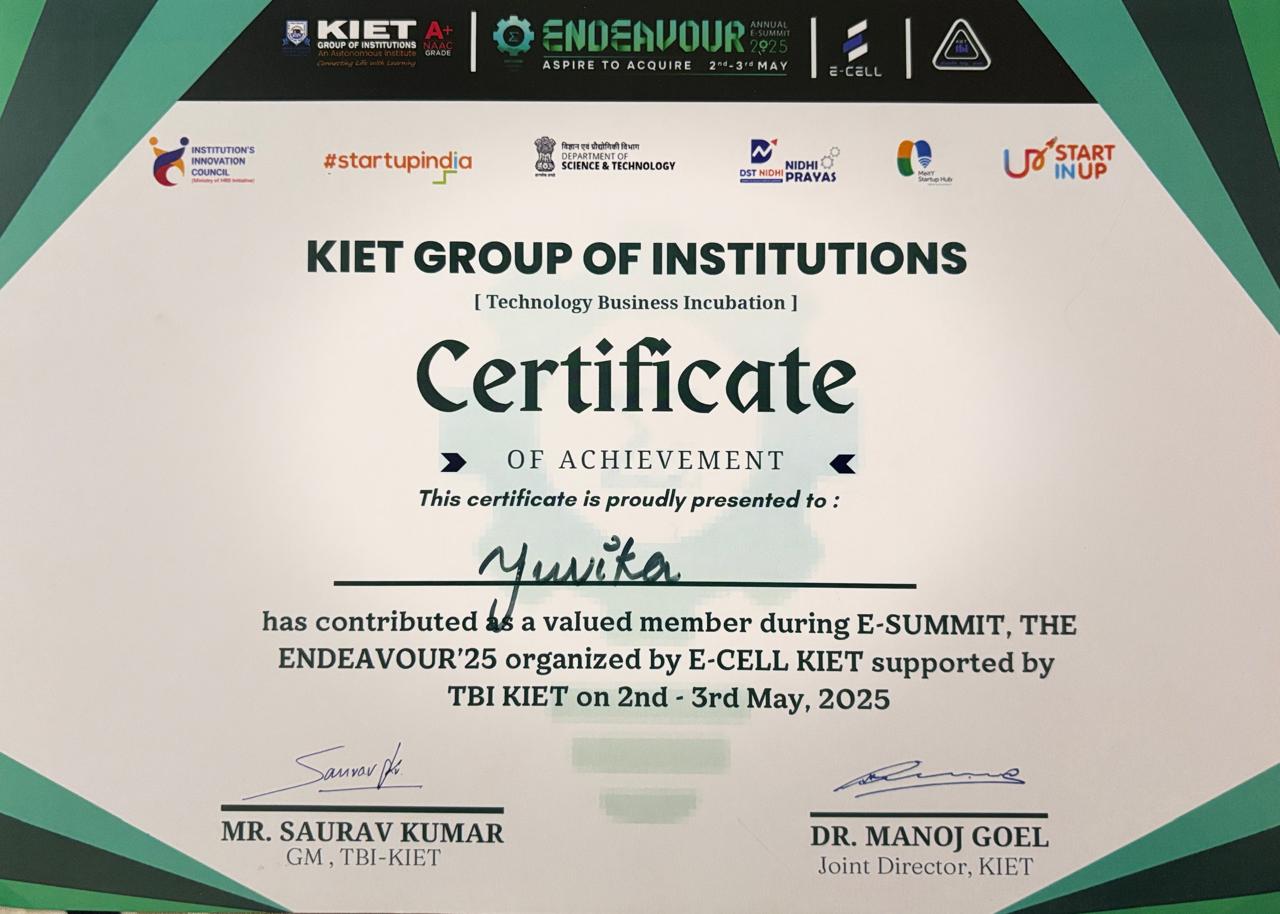 KIET
GROUP OF INSTITUTIONS
An Autonomous Institute
Connecting Life with Learning
A+
NAAC
GRADE
ENDEAVOUR
ANNUAL
E-SUMMIT
2025
ASPIRE TO ACQUIRE 2nd-3rd MAY
E-CELL
INSTITUTION'S
INNOVATION
COUNCIL
(Ministry of HRD Initiative)
#startupindia
विज्ञान एवं प्रौद्योगिकी विभाग
DEPARTMENT OF
SCIENCE & TECHNOLOGY
DST NIDHI
NIDHI
PRAYAS
MeitY
Startup Hub
START
IN UP
KIET GROUP OF INSTITUTIONS
[ Technology Business Incubation ]
Certificate
OF ACHIEVEMENT
This certificate is proudly presented to :
Yuvika
has contributed as a valued member during E-SUMMIT, THE
ENDEAVOUR'25 organized by E-CELL KIET supported by
TBI KIET on 2nd - 3rd May, 2025
Saurav Kr.
MR. SAURAV KUMAR
GM , TBI-KIET
DR. MANOJ GOEL
Joint Director, KIET